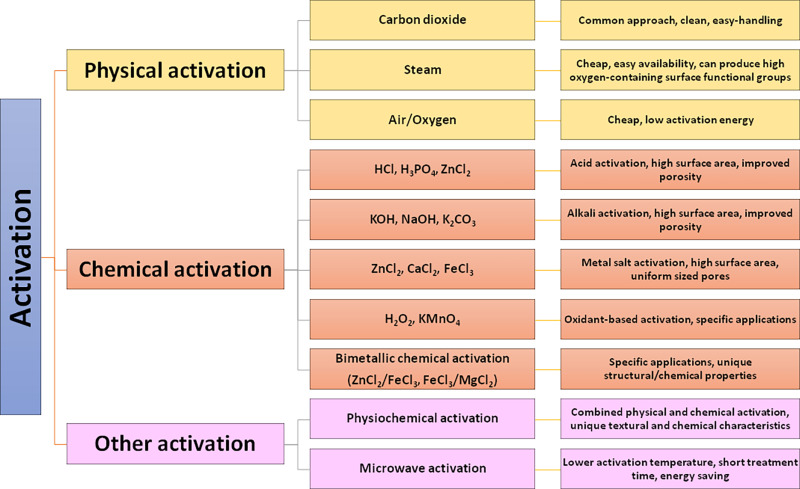 Activation
Physical activation
Carbon dioxide
Common approach, clean, easy-handling
Steam
Cheap, easy availability, can produce high
oxygen-containing surface functional groups
Air/Oxygen
Cheap, low activation energy
Chemical activation
HCl, H₃PO₄, ZnCl₂
Acid activation, high surface area, improved
porosity
KOH, NaOH, K₂CO₃
Alkali activation, high surface area, improved
porosity
ZnCl₂, CaCl₂, FeCl₃
Metal salt activation, high surface area,
uniform sized pores
H₂O₂, KMnO₄
Oxidant-based activation, specific applications
Bimetallic chemical activation
(ZnCl₂/FeCl₃, FeCl₃/MgCl₂)
Specific applications, unique
structural/chemical properties
Other activation
Physiochemical activation
Combined physical and chemical activation,
unique textural and chemical characteristics
Microwave activation
Lower activation temperature, short treatment
time, energy saving